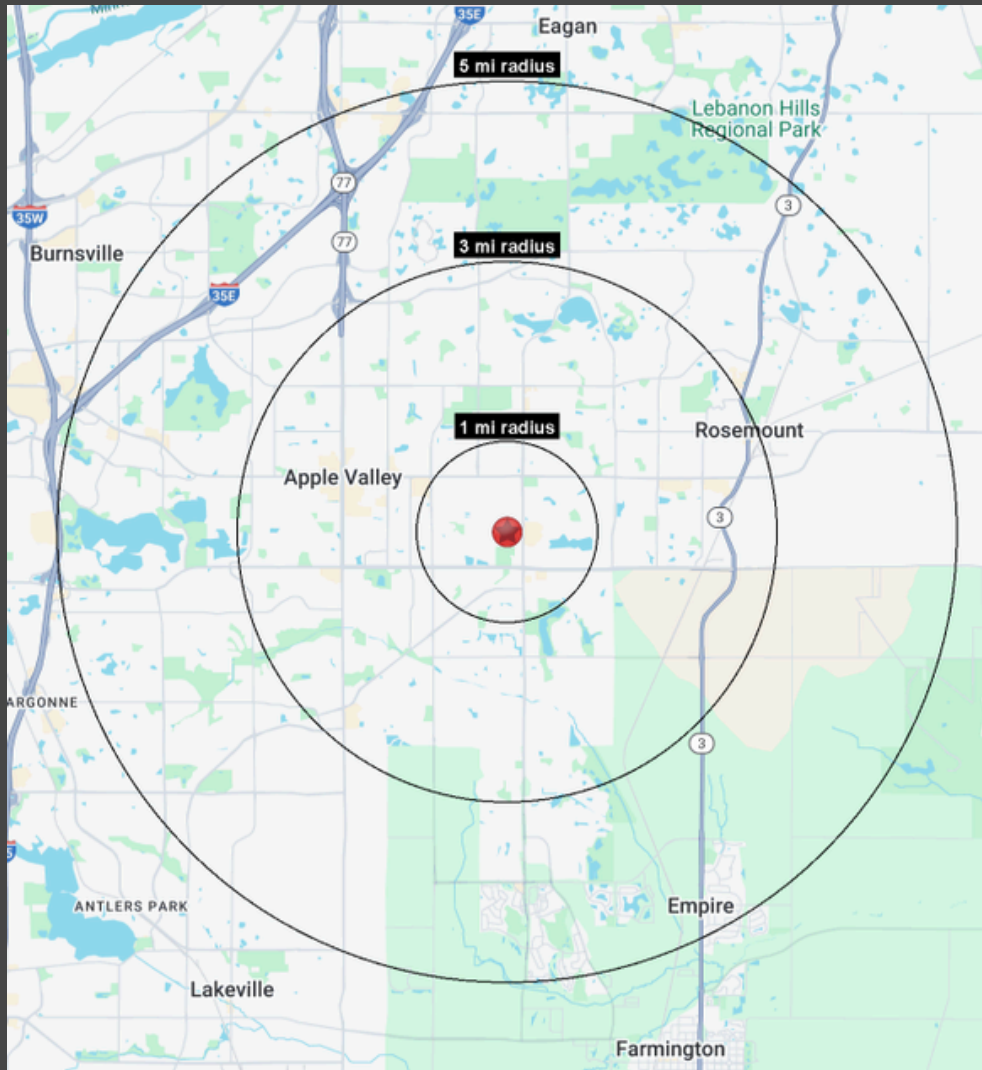 35E
Eagan
5 mi radius
Lebanon Hills
Regional Park
77
3
35W
77
3 mi radius
Burnsville
35E
1 mi radius
Rosemount
Apple Valley
3
ARGONNE
3
ANTLERS PARK
Empire
Lakeville
Farmington